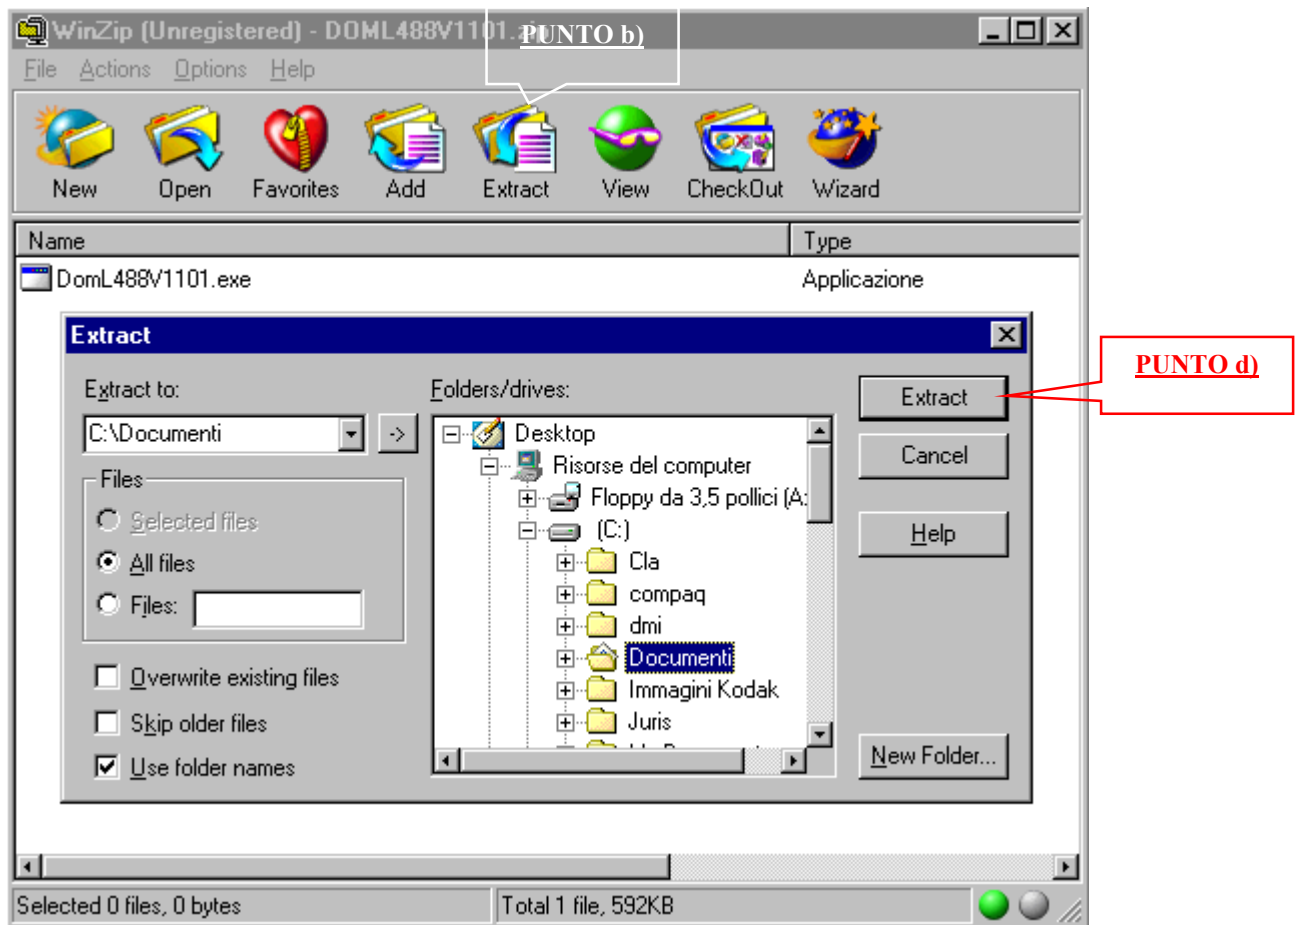 WinZip (Unregistered) - DOML488V1101.zip
PUNTO b)
File Actions Options Help
New Open Favorites Add Extract View CheckOut Wizard
Name Type
DomL488V1101.exe Applicazione
Extract
PUNTO d)
Extract to: Folders/drives:
Extract
C:\Documenti -> Desktop
Cancel
Risorse del computer
Files
Floppy da 3,5 pollici (A:
Selected files (C:) Help
All files Cla
Files: compaq
dmi
Documenti
Overwrite existing files Immagini Kodak
Skip older files Juris
Use folder names New Folder...
Selected 0 files, 0 bytes Total 1 file, 592KB